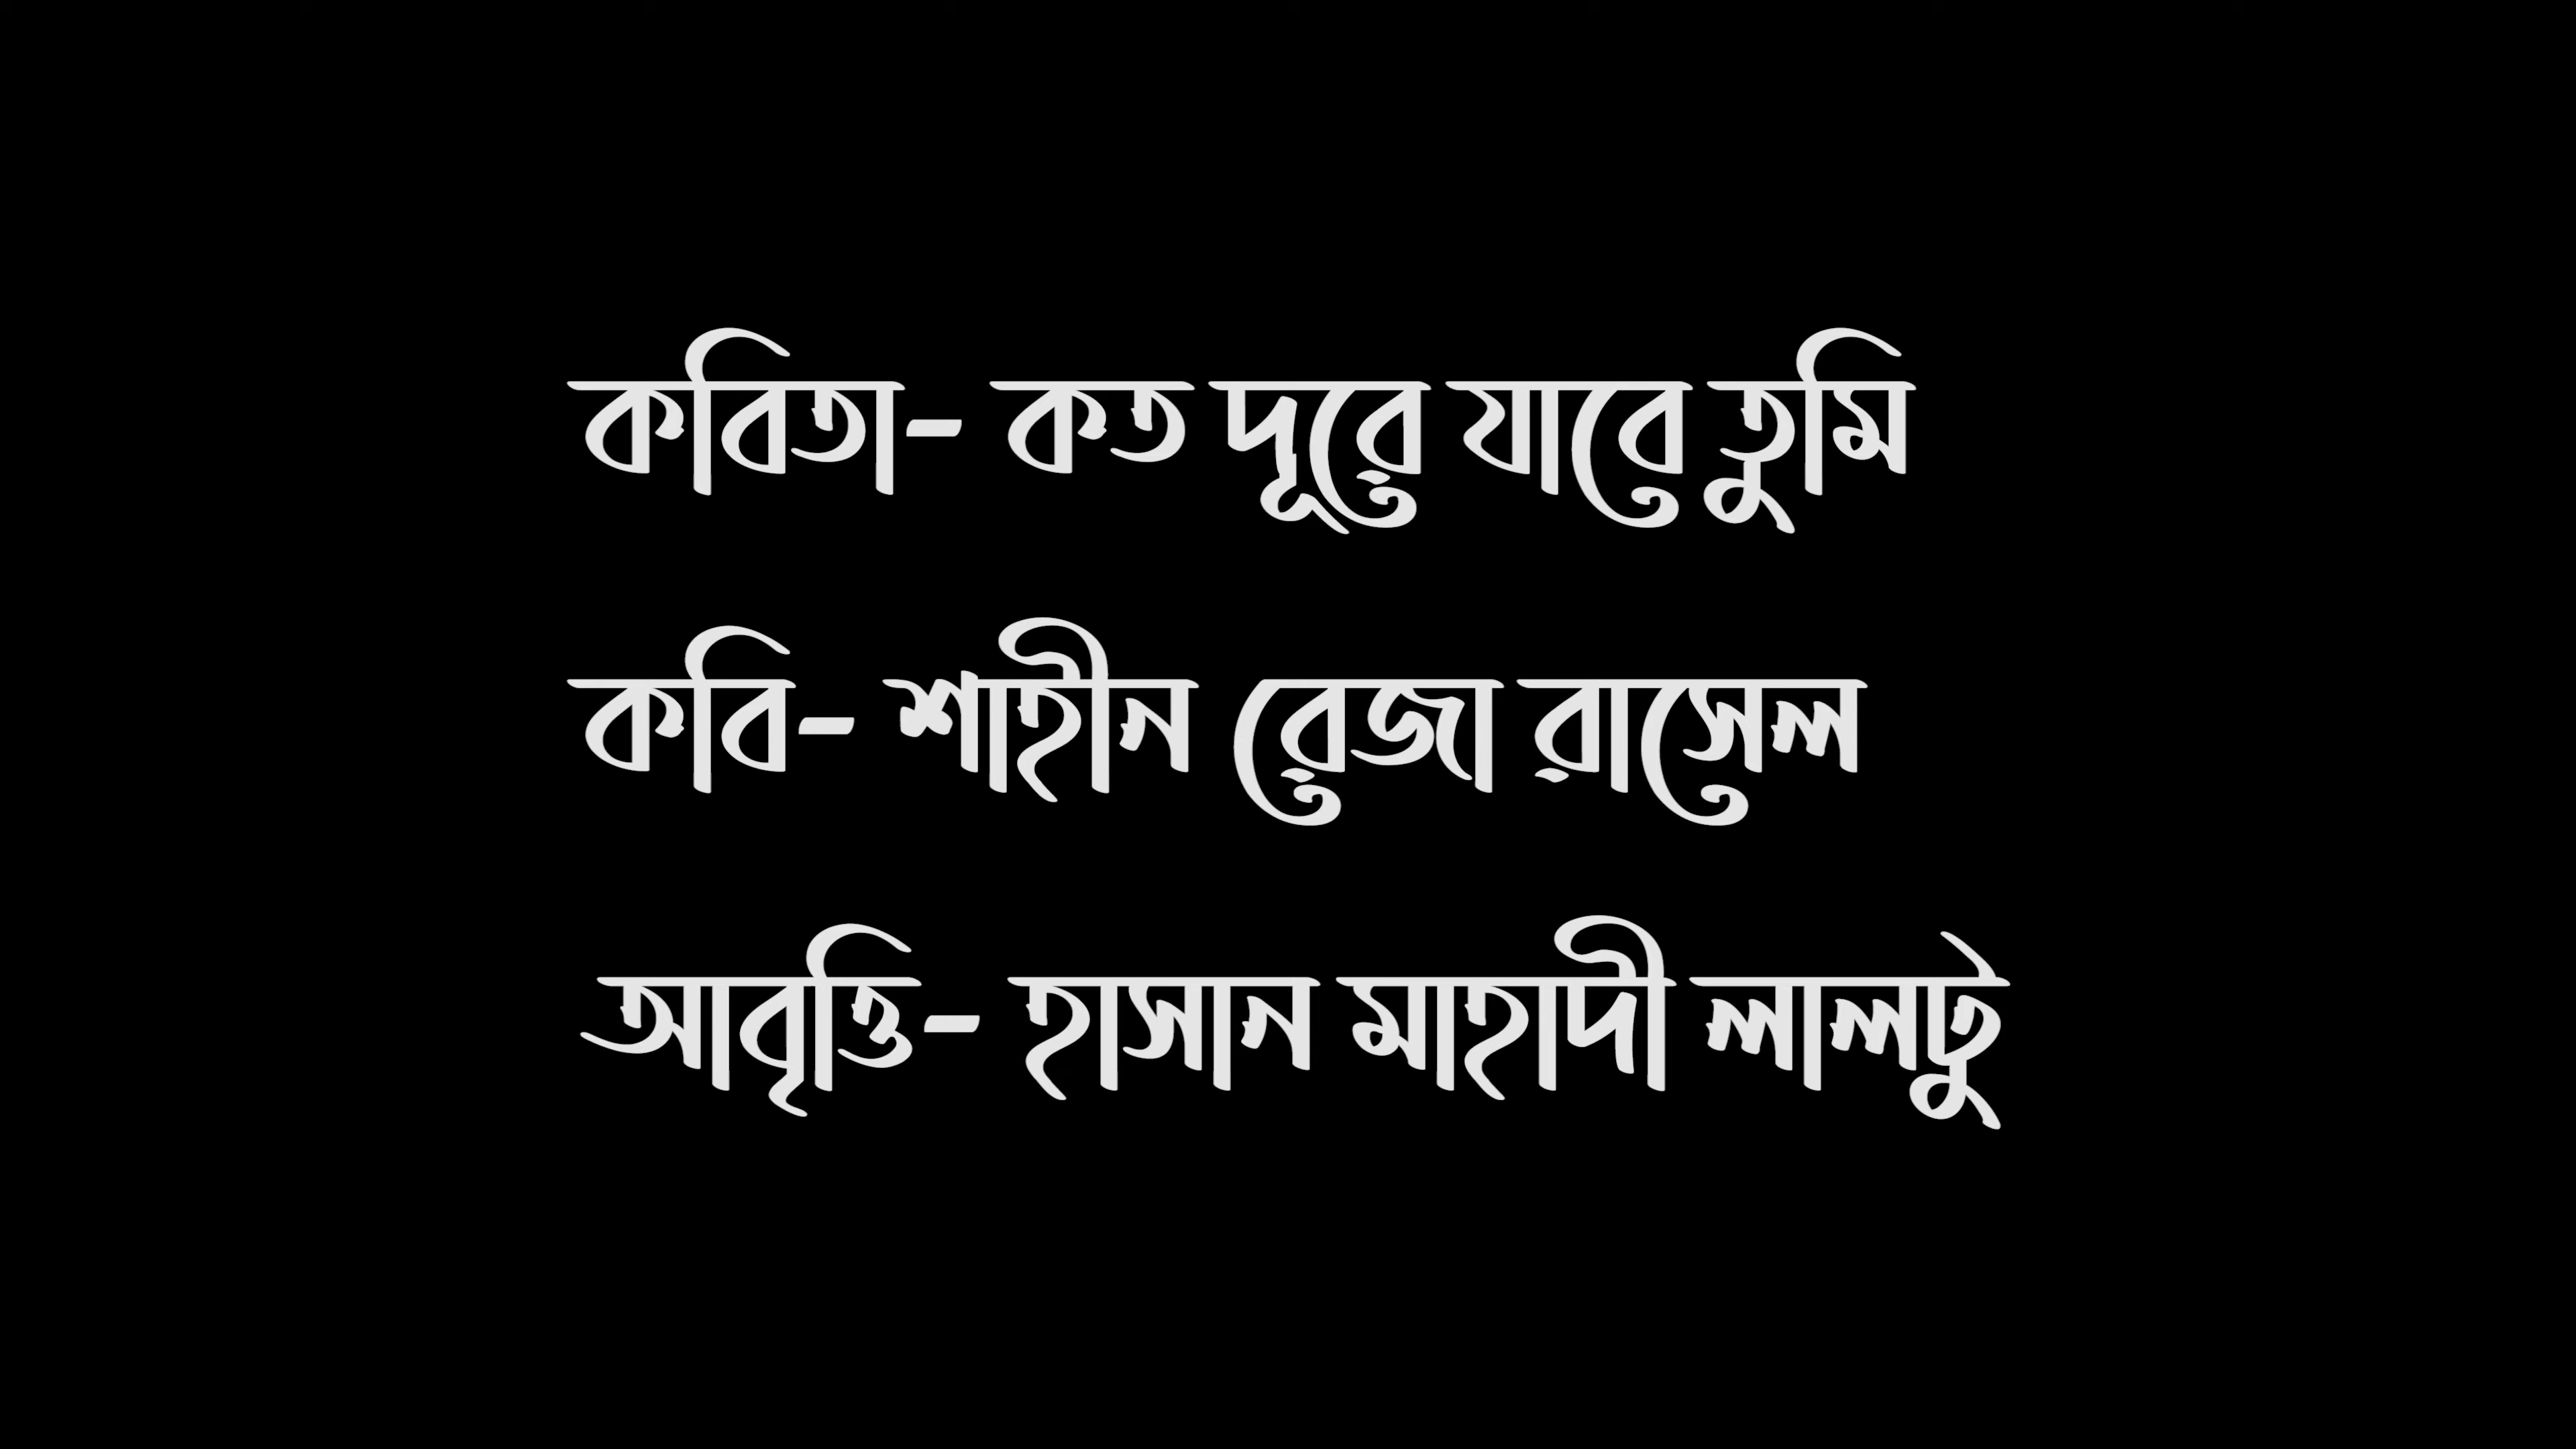 কবিতা- কত দূরে যাবে তুমি
কবি- শাহীন রেজা রাসেল
আবৃত্তি- হাসান মাহাদী লালটু